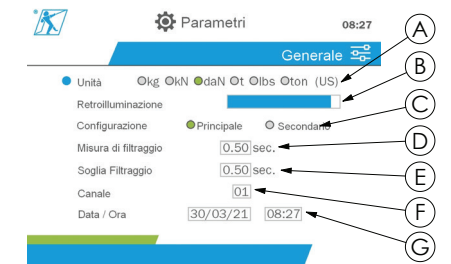 Parametri 08:27
Generale
A
Unità kg kN daN t lbs ton (US)
B
Retroilluminazione
C
Configurazione Principale Secondario
Misura di filtraggio 0.50 sec.
D
Soglia Filtraggio 0.50 sec.
E
Canale 01
F
Data / Ora 30/03/21 08:27
G